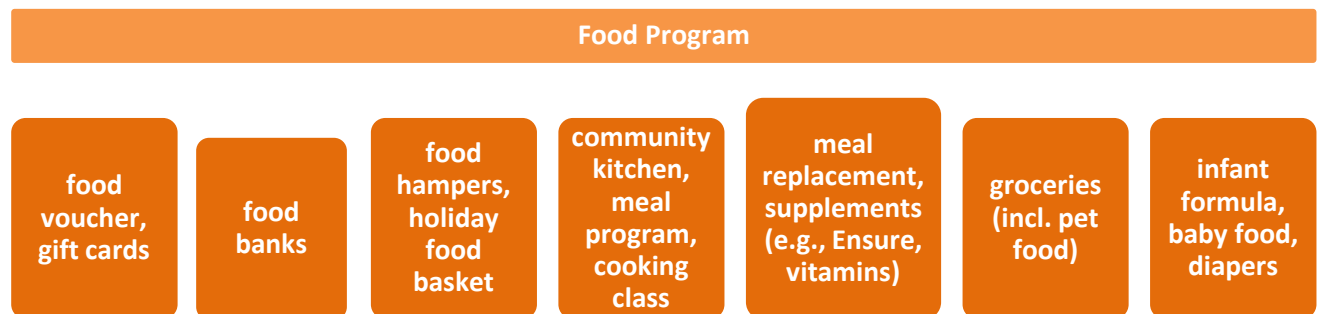 Food Program
food
voucher,
gift cards
food
banks
food
hampers,
holiday
food
basket
community
kitchen,
meal
program,
cooking
class
meal
replacement,
supplements
(e.g., Ensure,
vitamins)
groceries
(incl. pet
food)
infant
formula,
baby food,
diapers